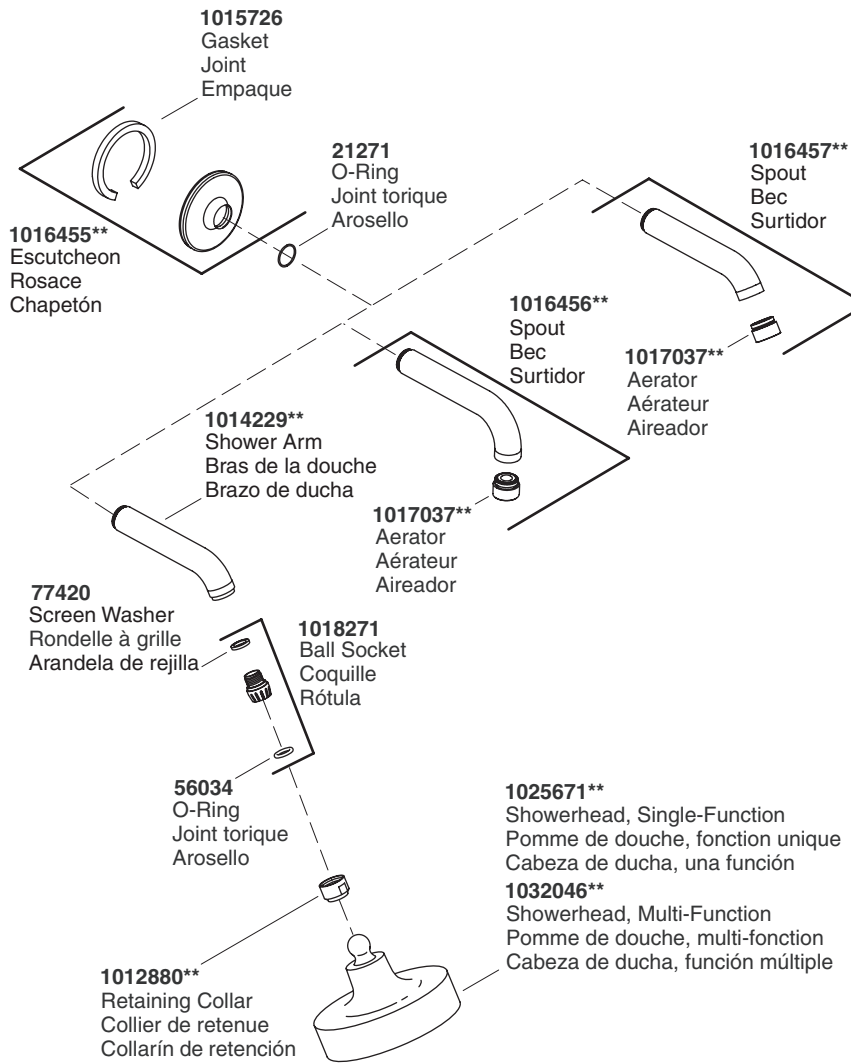 1015726
Gasket
Joint
Empaque
21271
O-Ring
Joint torique
Arosello
1016457**
Spout
Bec
Surtidor
1016455**
Escutcheon
Rosace
Chapetón
1016456**
Spout
Bec
Surtidor
1017037**
Aerator
Aérateur
Aireador
1014229**
Shower Arm
Bras de la douche
Brazo de ducha
1017037**
Aerator
Aérateur
Aireador
77420
Screen Washer
Rondelle à grille
Arandela de rejilla
1018271
Ball Socket
Coquille
Rótula
56034
O-Ring
Joint torique
Arosello
1025671**
Showerhead, Single-Function
Pomme de douche, fonction unique
Cabeza de ducha, una función
1032046**
Showerhead, Multi-Function
Pomme de douche, multi-fonction
Cabeza de ducha, función múltiple
1012880**
Retaining Collar
Collier de retenue
Collarín de retención